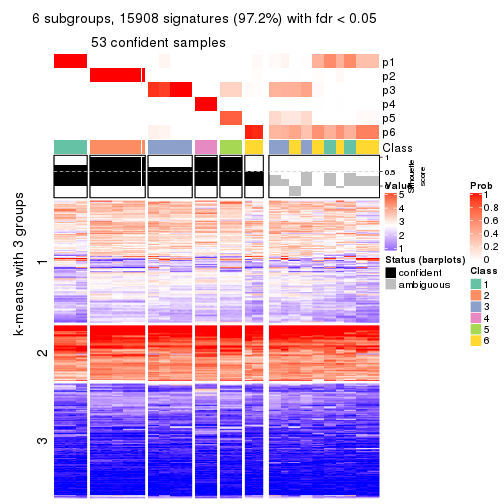 6 subgroups, 15908 signatures (97.2%) with fdr < 0.05
53 confident samples
p1
p2
p3
p4
p5
p6
Class
1
0.5
0
Silhouette
score
k-means with 3 groups
1
2
3
Value
5
4
3
2
1
Status (barplots)
confident
ambiguous
Prob
1
0.8
0.6
0.4
0.2
0
Class
1
2
3
4
5
6